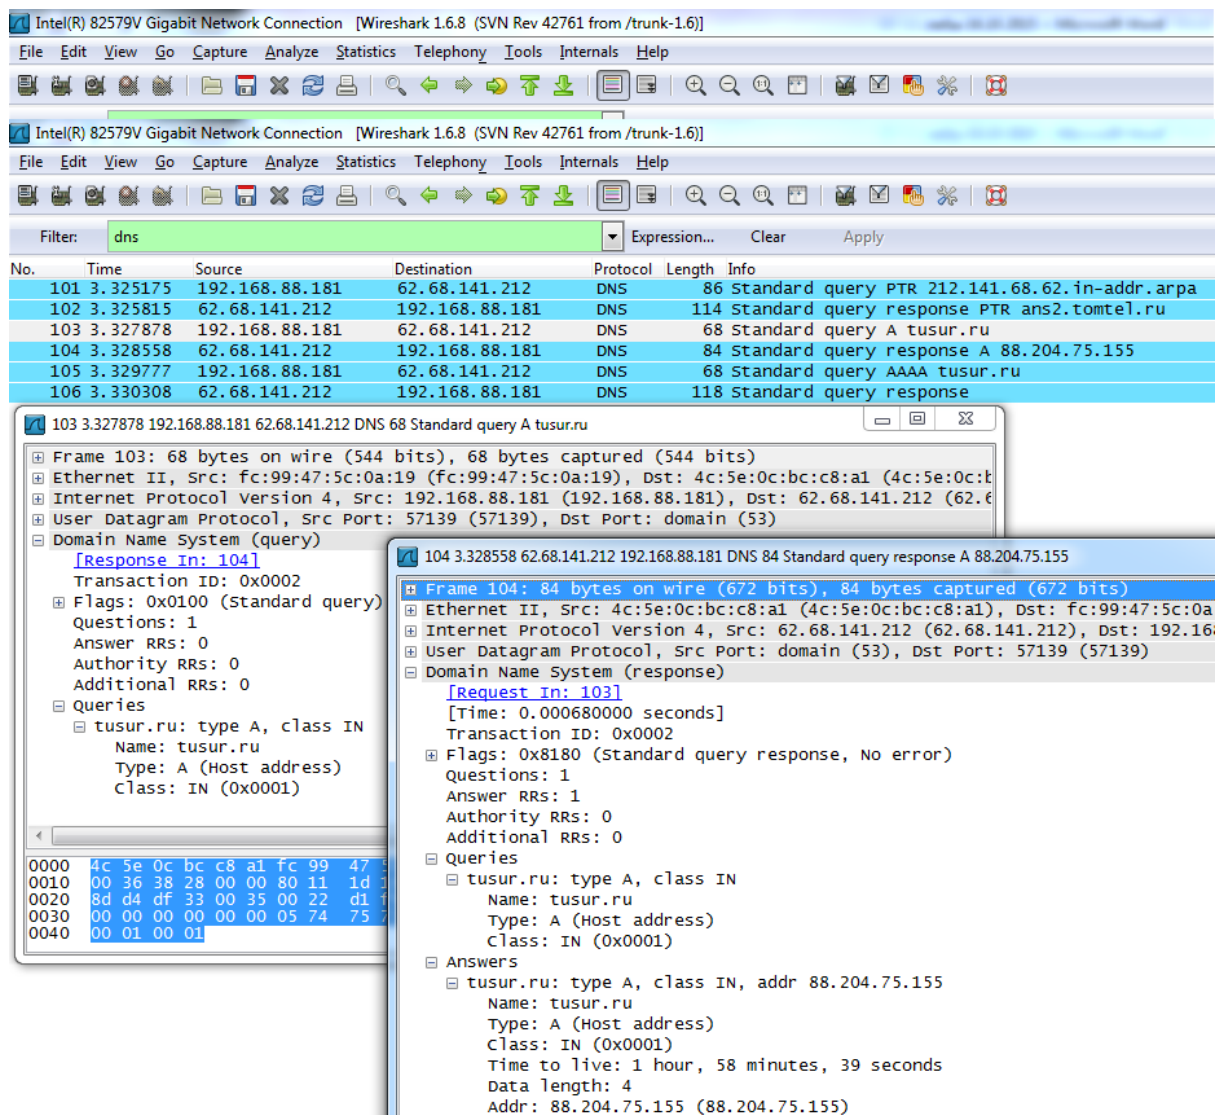 Intel(R) 82579V Gigabit Network Connection [Wireshark 1.6.8 (SVN Rev 42761 from /trunk-1.6)]
File Edit View Go Capture Analyze Statistics Telephony Tools Internals Help
Intel(R) 82579V Gigabit Network Connection [Wireshark 1.6.8 (SVN Rev 42761 from /trunk-1.6)]
File Edit View Go Capture Analyze Statistics Telephony Tools Internals Help
Filter: dns Expression... Clear Apply
No. Time Source Destination Protocol Length Info
101 3.325175 192.168.88.181 62.68.141.212 DNS 86 Standard query PTR 212.141.68.62.in-addr.arpa
102 3.325815 62.68.141.212 192.168.88.181 DNS 114 Standard query response PTR ans2.tomtel.ru
103 3.327878 192.168.88.181 62.68.141.212 DNS 68 Standard query A tusur.ru
104 3.328558 62.68.141.212 192.168.88.181 DNS 84 Standard query response A 88.204.75.155
105 3.329777 192.168.88.181 62.68.141.212 DNS 68 Standard query AAAA tusur.ru
106 3.330308 62.68.141.212 192.168.88.181 DNS 118 Standard query response
103 3.327878 192.168.88.181 62.68.141.212 DNS 68 Standard query A tusur.ru
Frame 103: 68 bytes on wire (544 bits), 68 bytes captured (544 bits)
Ethernet II, Src: fc:99:47:5c:0a:19 (fc:99:47:5c:0a:19), Dst: 4c:5e:0c:bc:c8:a1 (4c:5e:0c:b
Internet Protocol Version 4, Src: 192.168.88.181 (192.168.88.181), Dst: 62.68.141.212 (62.6
User Datagram Protocol, Src Port: 57139 (57139), Dst Port: domain (53)
Domain Name System (query)
[Response In: 104]
Transaction ID: 0x0002
Flags: 0x0100 (Standard query)
Questions: 1
Answer RRs: 0
Authority RRs: 0
Additional RRs: 0
Queries
tusur.ru: type A, class IN
Name: tusur.ru
Type: A (Host address)
Class: IN (0x0001)
0000 4c 5e 0c bc c8 a1 fc 99 47
0010 00 36 38 28 00 00 80 11 1d
0020 8d d4 df 33 00 35 00 22 d1
0030 00 00 00 00 00 00 05 74 75
0040 00 01 00 01
104 3.328558 62.68.141.212 192.168.88.181 DNS 84 Standard query response A 88.204.75.155
Frame 104: 84 bytes on wire (672 bits), 84 bytes captured (672 bits)
Ethernet II, Src: 4c:5e:0c:bc:c8:a1 (4c:5e:0c:bc:c8:a1), Dst: fc:99:47:5c:0a
Internet Protocol Version 4, Src: 62.68.141.212 (62.68.141.212), Dst: 192.168
User Datagram Protocol, Src Port: domain (53), Dst Port: 57139 (57139)
Domain Name System (response)
[Request In: 103]
[Time: 0.000680000 seconds]
Transaction ID: 0x0002
Flags: 0x8180 (Standard query response, No error)
Questions: 1
Answer RRs: 1
Authority RRs: 0
Additional RRs: 0
Queries
tusur.ru: type A, class IN
Name: tusur.ru
Type: A (Host address)
Class: IN (0x0001)
Answers
tusur.ru: type A, class IN, addr 88.204.75.155
Name: tusur.ru
Type: A (Host address)
Class: IN (0x0001)
Time to live: 1 hour, 58 minutes, 39 seconds
Data length: 4
Addr: 88.204.75.155 (88.204.75.155)